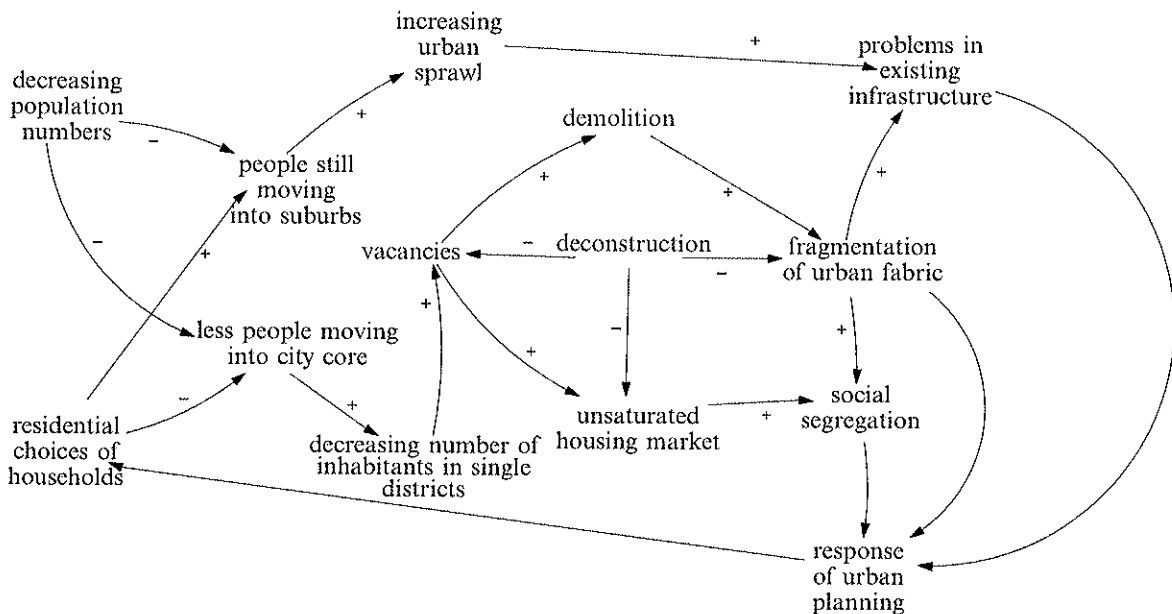 increasing
urban
sprawl
+
problems in
existing
infrastructure
decreasing
population
numbers
−
+
demolition
people still
moving
into suburbs
+
+
+
−
+
vacancies
−
deconstruction
−
fragmentation
of urban fabric
+
−
+
less people moving
into city core
+
−
+
residential
choices of
households
unsaturated
housing market
+
social
segregation
decreasing number of
inhabitants in single
districts
response
of urban
planning